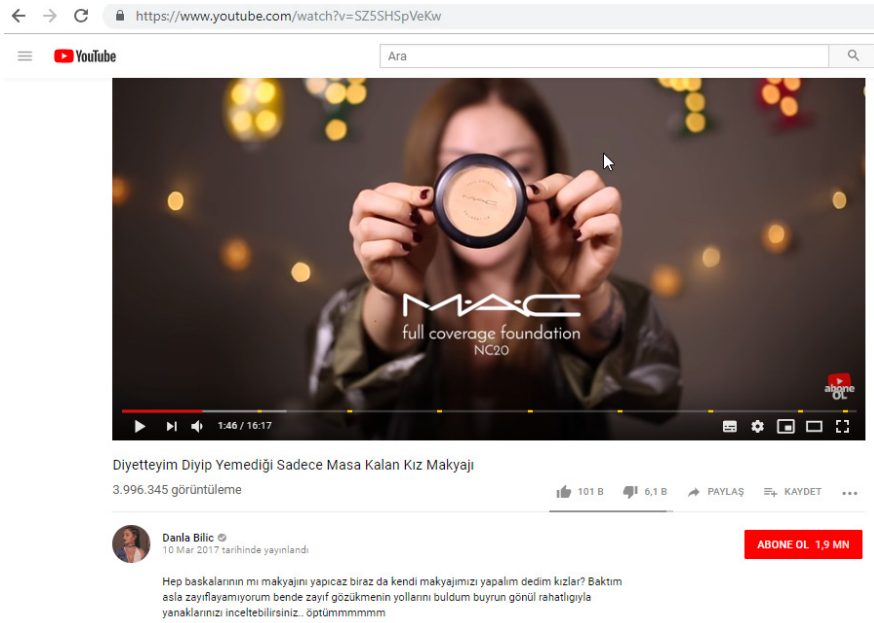 https://www.youtube.com/watch?v=SZ5SHSpVeKw
YouTube
Ara
MAC
M·A·C
full coverage foundation
NC20
abone
OL
1:46 / 16:17
Diyetteyim Diyip Yemediği Sadece Masa Kalan Kız Makyajı
3.996.345 görüntüleme
101 B 6,1 B PAYLAŞ KAYDET
Danla Bilic
10 Mar 2017 tarihinde yayınlandı
ABONE OL 1,9 MN
Hep baskalarının mı makyajını yapıcaz biraz da kendi makyajımızı yapalım dedim kızlar? Baktım
asla zayıflayamıyorum bende zayıf gözükmenin yollarını buldum buyrun gönül rahatlıgıyla
yanaklarınızı inceltebilirsiniz.. öptümmmmmm